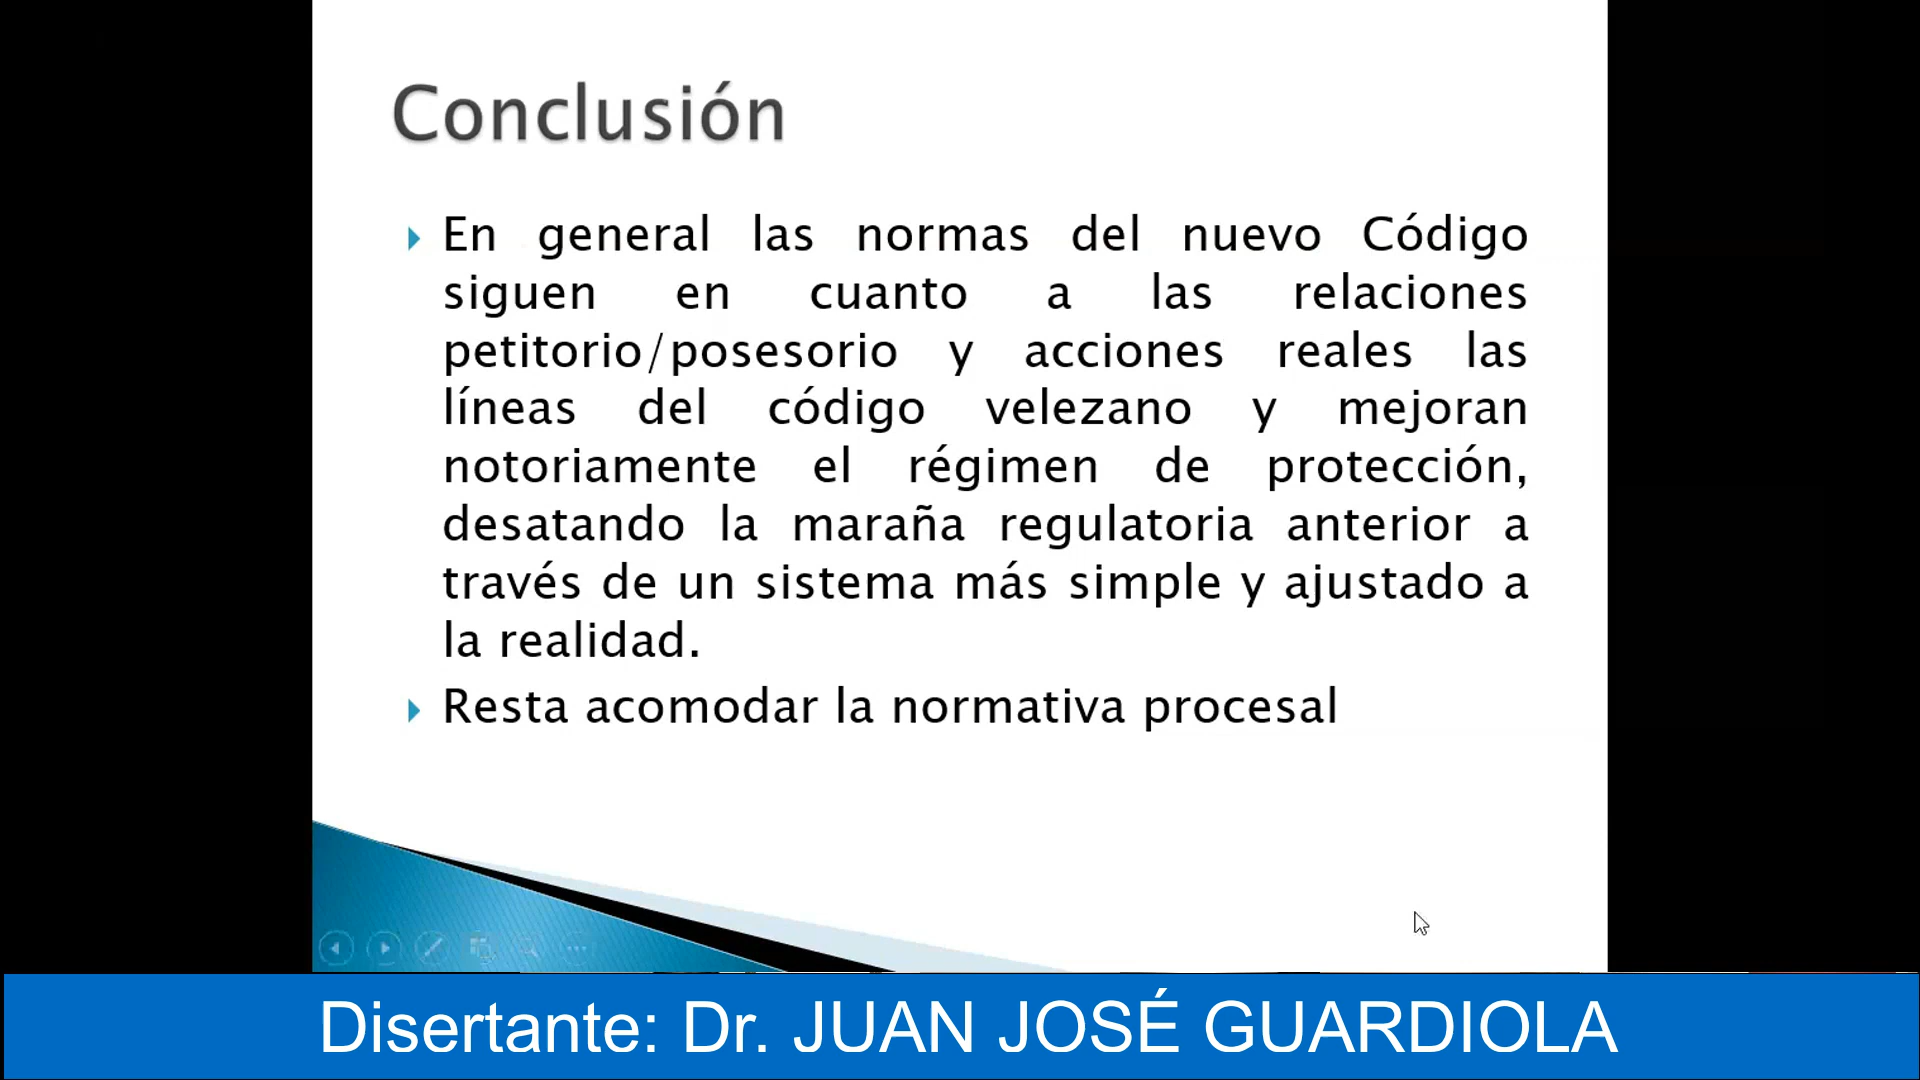 Conclusión
En general las normas del nuevo Código
siguen en cuanto a las relaciones
petitorio/posesorio y acciones reales las
líneas del código velezano y mejoran
notoriamente el régimen de protección,
desatando la maraña regulatoria anterior a
través de un sistema más simple y ajustado a
la realidad.
Resta acomodar la normativa procesal
Disertante: Dr. JUAN JOSÉ GUARDIOLA